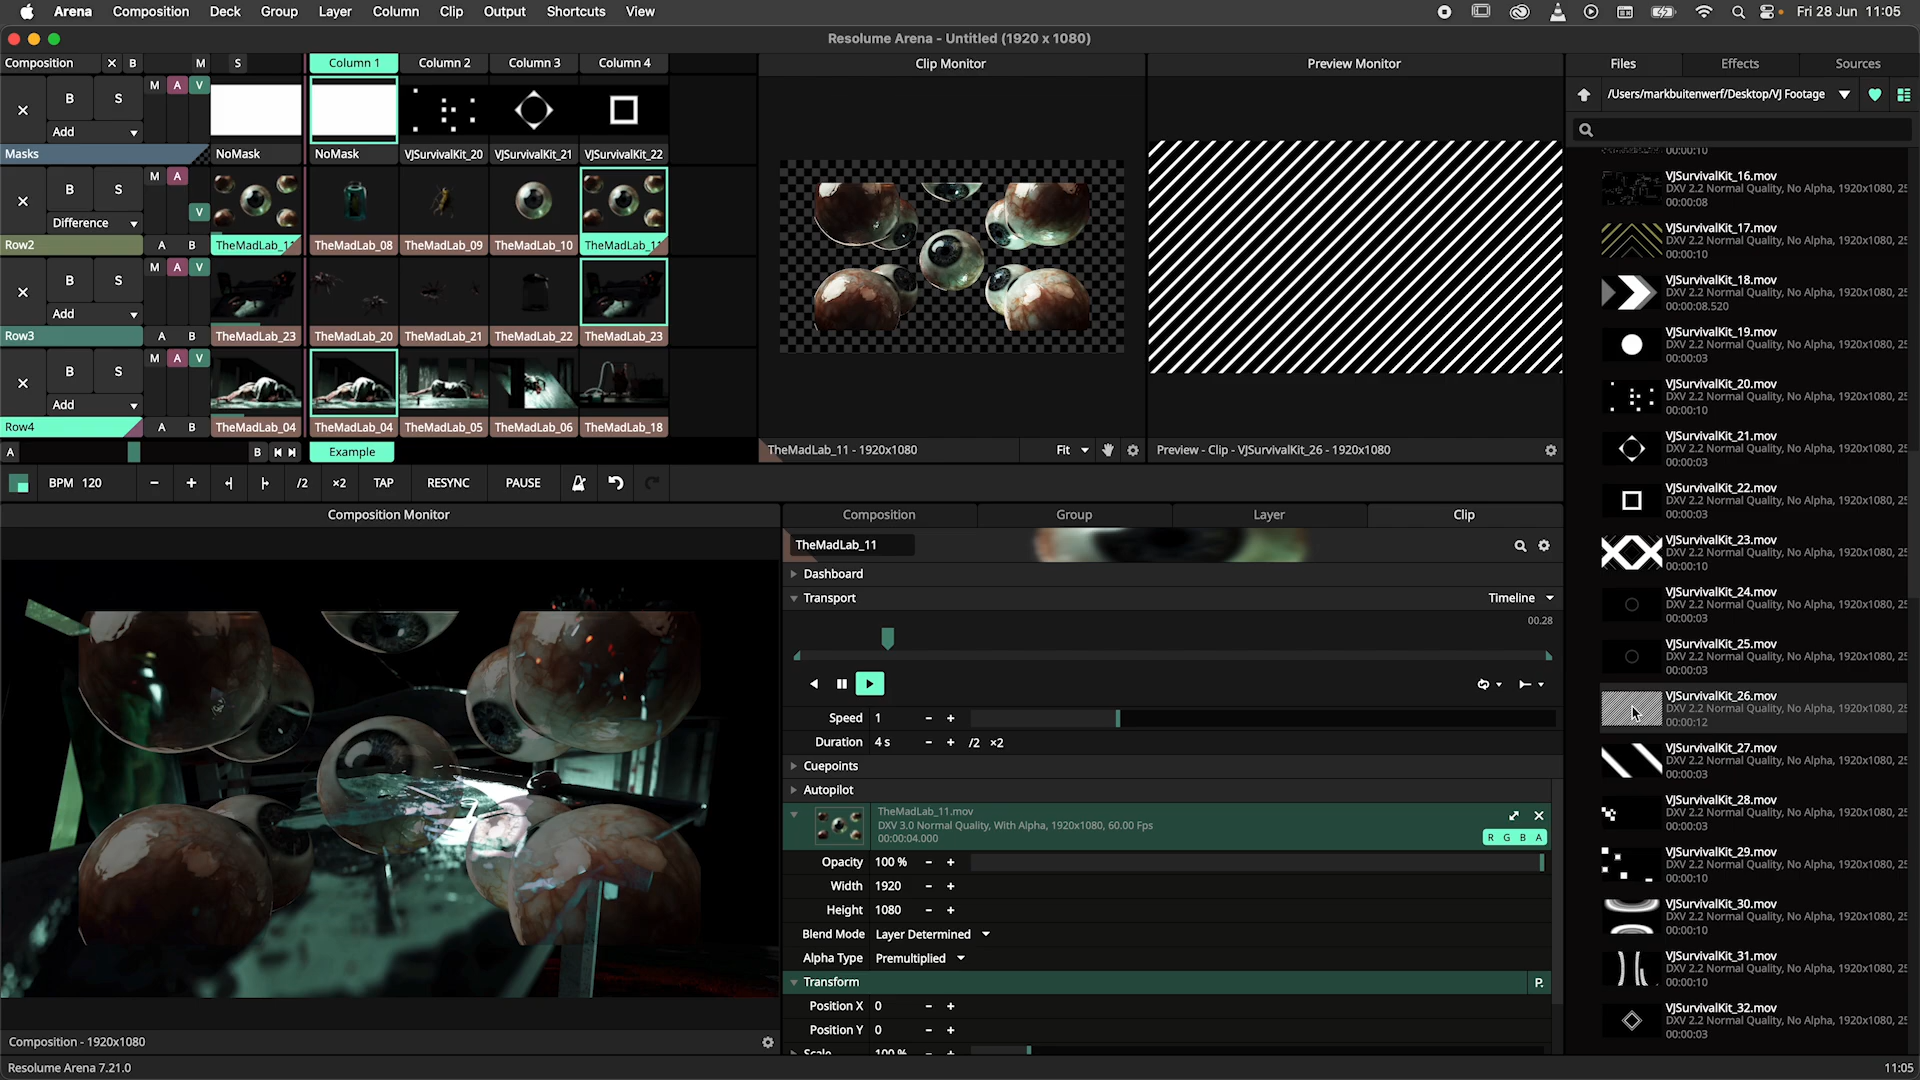 Arena Composition Deck Group Layer Column Clip Output Shortcuts View Fri 28 Jun 11:05
Resolume Arena - Untitled (1920 x 1080)
Composition B M S Column 1 Column 2 Column 3 Column 4
B S M A V
Add
Masks NoMask NoMask VJSurvivalKit_20 VJSurvivalKit_21 VJSurvivalKit_22
B S M A V
Difference
Row2 A B TheMadLab_11 TheMadLab_08 TheMadLab_09 TheMadLab_10 TheMadLab_11
B S M A V
Add
Row3 A B TheMadLab_23 TheMadLab_20 TheMadLab_21 TheMadLab_22 TheMadLab_23
B S M A V
Add
Row4 A B TheMadLab_04 TheMadLab_04 TheMadLab_05 TheMadLab_06 TheMadLab_18
A B Example
BPM 120 - + /2 ×2 TAP RESYNC PAUSE
Clip Monitor
TheMadLab_11 - 1920x1080 Fit
Preview Monitor
Preview - Clip - VJSurvivalKit_26 - 1920x1080
Composition Monitor
Composition - 1920x1080
Composition Group Layer Clip
TheMadLab_11
Dashboard
Transport Timeline
00.28
Speed 1 - +
Duration 4 s - + /2 ×2
Cuepoints
Autopilot
TheMadLab_11.mov
DXV 3.0 Normal Quality, With Alpha, 1920x1080, 60.00 Fps
00:00:04.000 R G B A
Opacity 100 % - +
Width 1920 - +
Height 1080 - +
Blend Mode Layer Determined
Alpha Type Premultiplied
Transform P.
Position X 0 - +
Position Y 0 - +
Scale 100 % - +
Files Effects Sources
/Users/markbuitenwerf/Desktop/VJ Footage
00:00:10
VJSurvivalKit_16.mov
DXV 2.2 Normal Quality, No Alpha, 1920x1080, 25
00:00:08
VJSurvivalKit_17.mov
DXV 2.2 Normal Quality, No Alpha, 1920x1080, 25
00:00:10
VJSurvivalKit_18.mov
DXV 2.2 Normal Quality, No Alpha, 1920x1080, 25
00:00:08.520
VJSurvivalKit_19.mov
DXV 2.2 Normal Quality, No Alpha, 1920x1080, 25
00:00:03
VJSurvivalKit_20.mov
DXV 2.2 Normal Quality, No Alpha, 1920x1080, 25
00:00:10
VJSurvivalKit_21.mov
DXV 2.2 Normal Quality, No Alpha, 1920x1080, 25
00:00:03
VJSurvivalKit_22.mov
DXV 2.2 Normal Quality, No Alpha, 1920x1080, 25
00:00:03
VJSurvivalKit_23.mov
DXV 2.2 Normal Quality, No Alpha, 1920x1080, 25
00:00:10
VJSurvivalKit_24.mov
DXV 2.2 Normal Quality, No Alpha, 1920x1080, 25
00:00:03
VJSurvivalKit_25.mov
DXV 2.2 Normal Quality, No Alpha, 1920x1080, 25
00:00:03
VJSurvivalKit_26.mov
DXV 2.2 Normal Quality, No Alpha, 1920x1080, 25
00:00:12
VJSurvivalKit_27.mov
DXV 2.2 Normal Quality, No Alpha, 1920x1080, 25
00:00:03
VJSurvivalKit_28.mov
DXV 2.2 Normal Quality, No Alpha, 1920x1080, 25
00:00:03
VJSurvivalKit_29.mov
DXV 2.2 Normal Quality, No Alpha, 1920x1080, 25
00:00:10
VJSurvivalKit_30.mov
DXV 2.2 Normal Quality, No Alpha, 1920x1080, 25
00:00:10
VJSurvivalKit_31.mov
DXV 2.2 Normal Quality, No Alpha, 1920x1080, 25
00:00:10
VJSurvivalKit_32.mov
DXV 2.2 Normal Quality, No Alpha, 1920x1080, 25
00:00:03
Resolume Arena 7.21.0 11:05